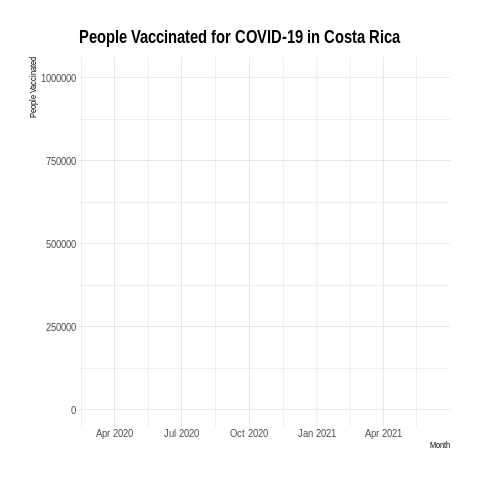 People Vaccinated for COVID-19 in Costa Rica
People Vaccinated
1000000
750000
500000
250000
0
Apr 2020
Jul 2020
Oct 2020
Jan 2021
Apr 2021
Month